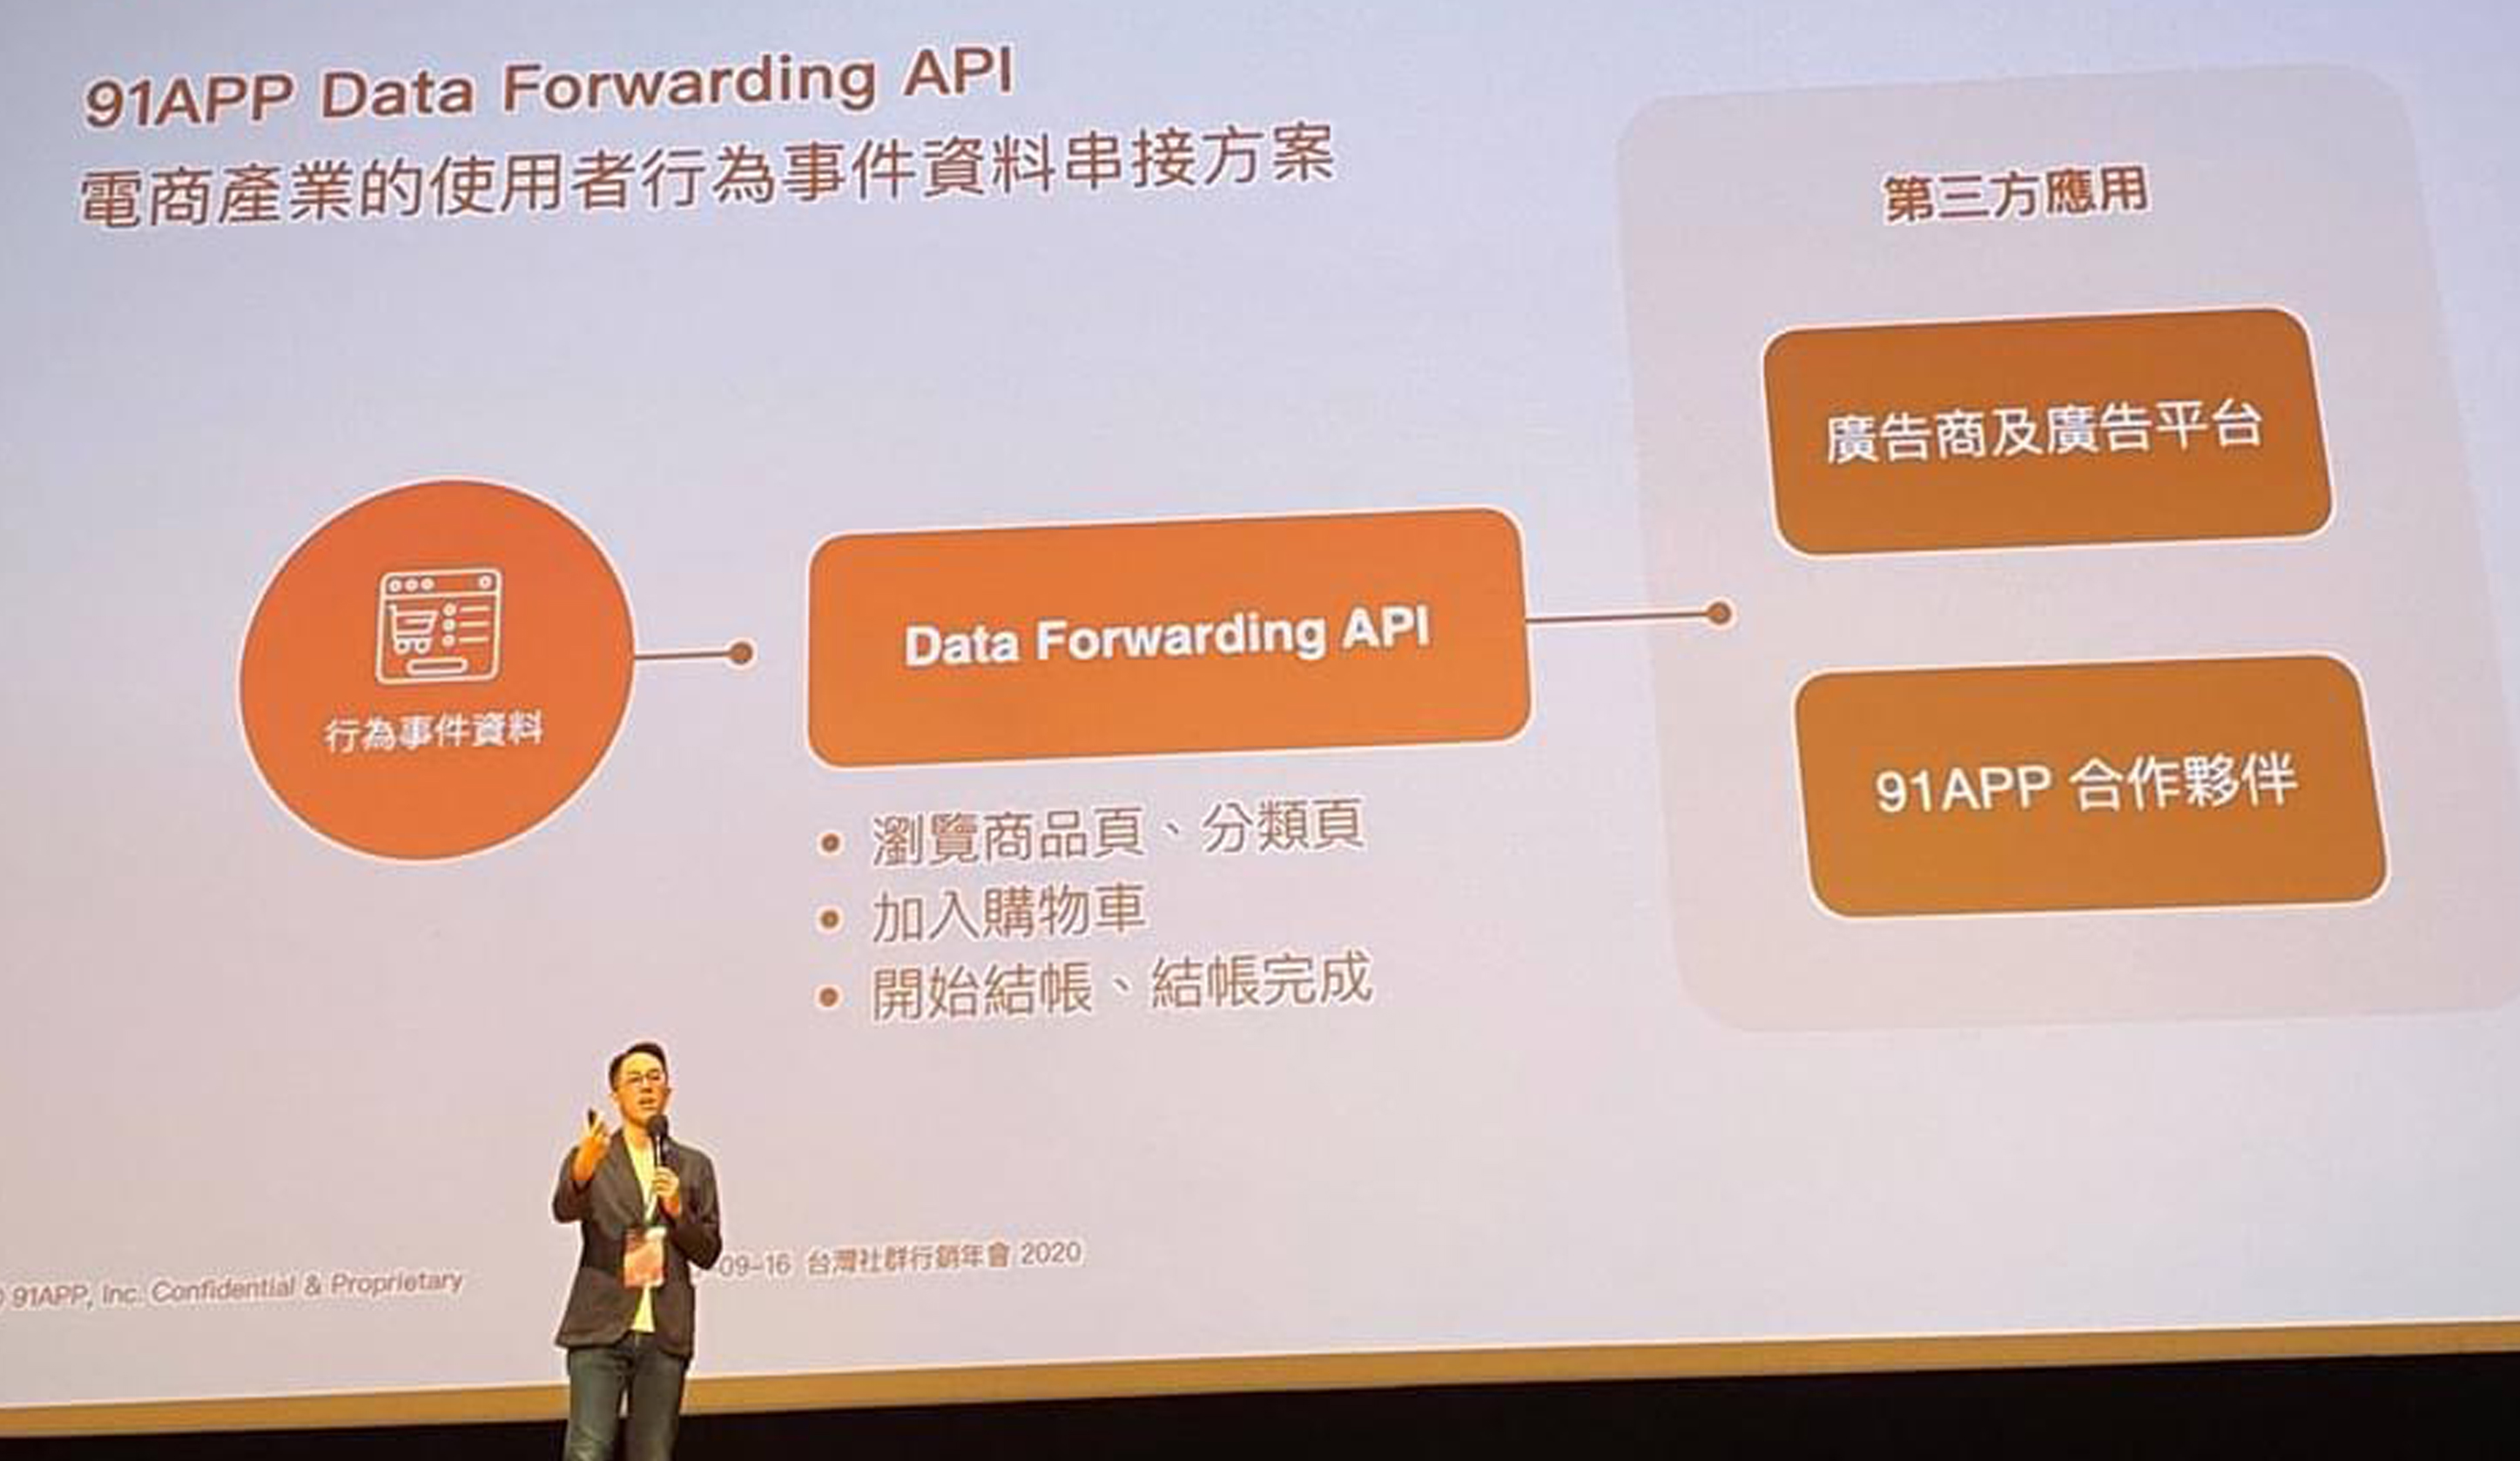 91APP Data Forwarding API
電商產業的使用者行為事件資料串接方案
第三方應用
廣告商及廣告平台
行為事件資料
Data Forwarding API
91APP 合作夥伴
• 瀏覽商品頁、分類頁
• 加入購物車
• 開始結帳、結帳完成
91APP, Inc. Confidential & Proprietary
-09-16 台灣社群行銷年會 2020